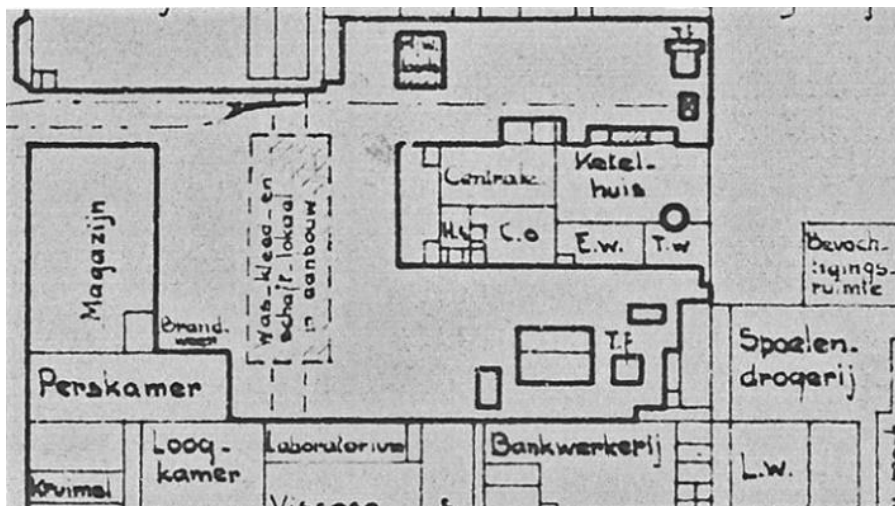 Centrale
Ketel-
huis
C.O
E.W.
T.W
Bevoch-
tigings-
ruimte
Magazijn
was-kleed-en
schaft-lokaal
in aanbouw
Brand-
weer
T.F
Spoelen-
drogerij
Perskamer
Loog-
kamer
Laboratorium
Bankwerkerij
L.W.
Kruimel